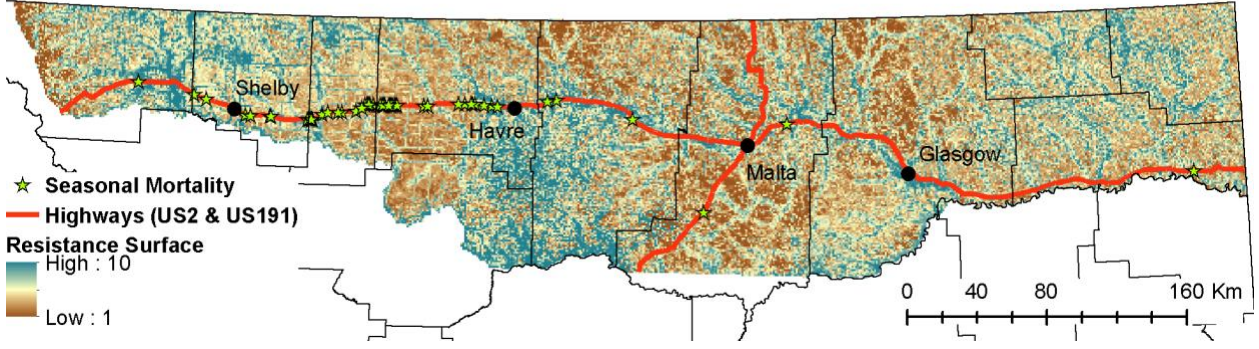 Shelby
Havre
Malta
Glasgow
Seasonal Mortality
Highways (US2 & US191)
Resistance Surface
High : 10
Low : 1
0 40 80 160 Km